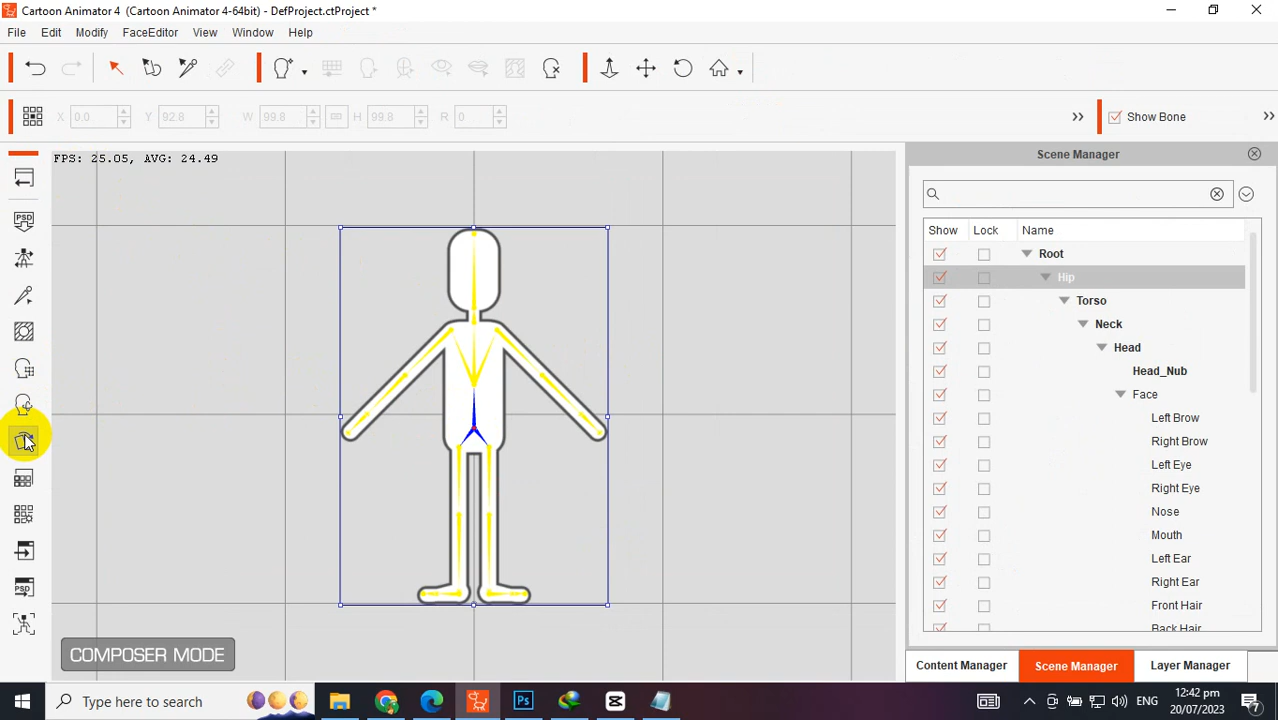 Cartoon Animator 4 (Cartoon Animator 4-64bit) - DefProject.ctProject *
File Edit Modify FaceEditor View Window Help
X 0.0 Y 92.8 W 99.8 H 99.8 R 0 Show Bone
FPS: 25.05, AVG: 24.49
Scene Manager
Show Lock Name
Root
Hip
Torso
Neck
Head
Head_Nub
Face
Left Brow
Right Brow
Left Eye
Right Eye
Nose
Mouth
Left Ear
Right Ear
Front Hair
Back Hair
PSD
PSD
COMPOSER MODE
Content Manager Scene Manager Layer Manager
Type here to search
Ps
ENG
12:42 pm
20/07/2023
7